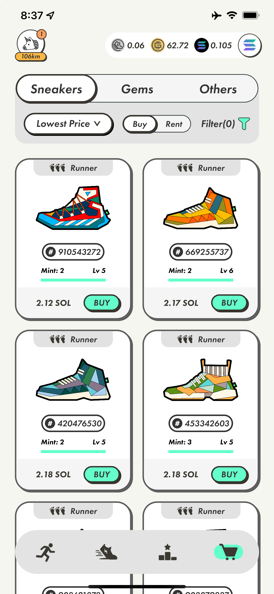 8:37
1
106km
0.06
62.72
0.105
Sneakers Gems Others
Lowest Price Buy Rent Filter(0)
Runner Runner
# 910543272 # 669255737
Mint: 2 Lv 5 Mint: 2 Lv 6
2.12 SOL BUY 2.17 SOL BUY
Runner Runner
# 420476530 # 453342603
Mint: 2 Lv 5 Mint: 3 Lv 5
2.18 SOL BUY 2.18 SOL BUY
Runner Runner